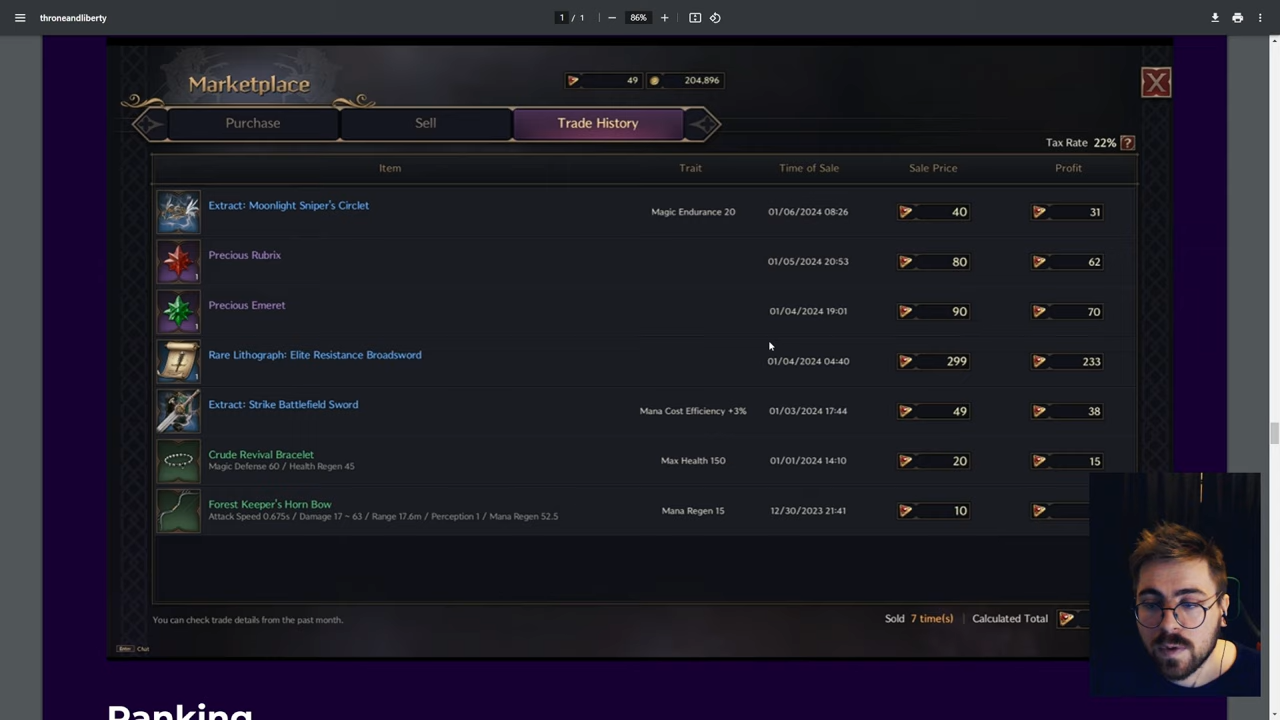 throneandliberty
1 / 1
86%
Marketplace
49
204,896
Purchase
Sell
Trade History
Tax Rate 22% ?
Item
Trait
Time of Sale
Sale Price
Profit
Extract: Moonlight Sniper's Circlet
Magic Endurance 20
01/06/2024 08:26
40
31
Precious Rubrix
1
01/05/2024 20:53
80
62
Precious Emeret
1
01/04/2024 19:01
90
70
Rare Lithograph: Elite Resistance Broadsword
1
01/04/2024 04:40
299
233
Extract: Strike Battlefield Sword
Mana Cost Efficiency +3%
01/03/2024 17:44
49
38
Crude Revival Bracelet
Magic Defense 60 / Health Regen 45
Max Health 150
01/01/2024 14:10
20
15
Forest Keeper's Horn Bow
Attack Speed 0.675s / Damage 17 ~ 63 / Range 17.6m / Perception 1 / Mana Regen 52.5
Mana Regen 15
12/30/2023 21:41
10
You can check trade details from the past month.
Sold 7 time(s) | Calculated Total
Enter Chat
Ranking